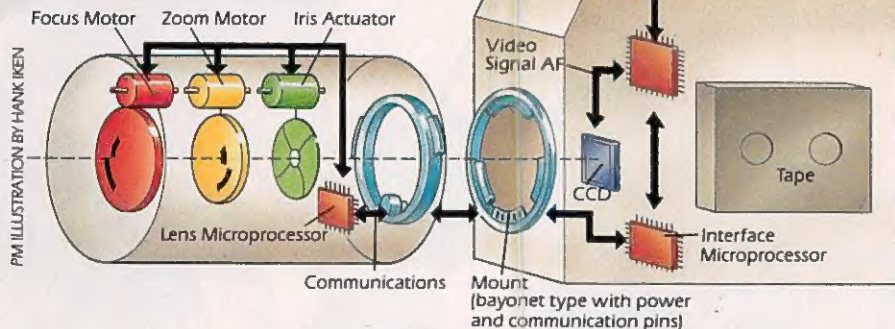 Focus Motor
Zoom Motor
Iris Actuator
PM ILLUSTRATION BY HANK IKEN
Video
Signal AF
CCD
Tape
Lens Microprocessor
Interface
Microprocessor
Communications
Mount
(bayonet type with power
and communication pins)